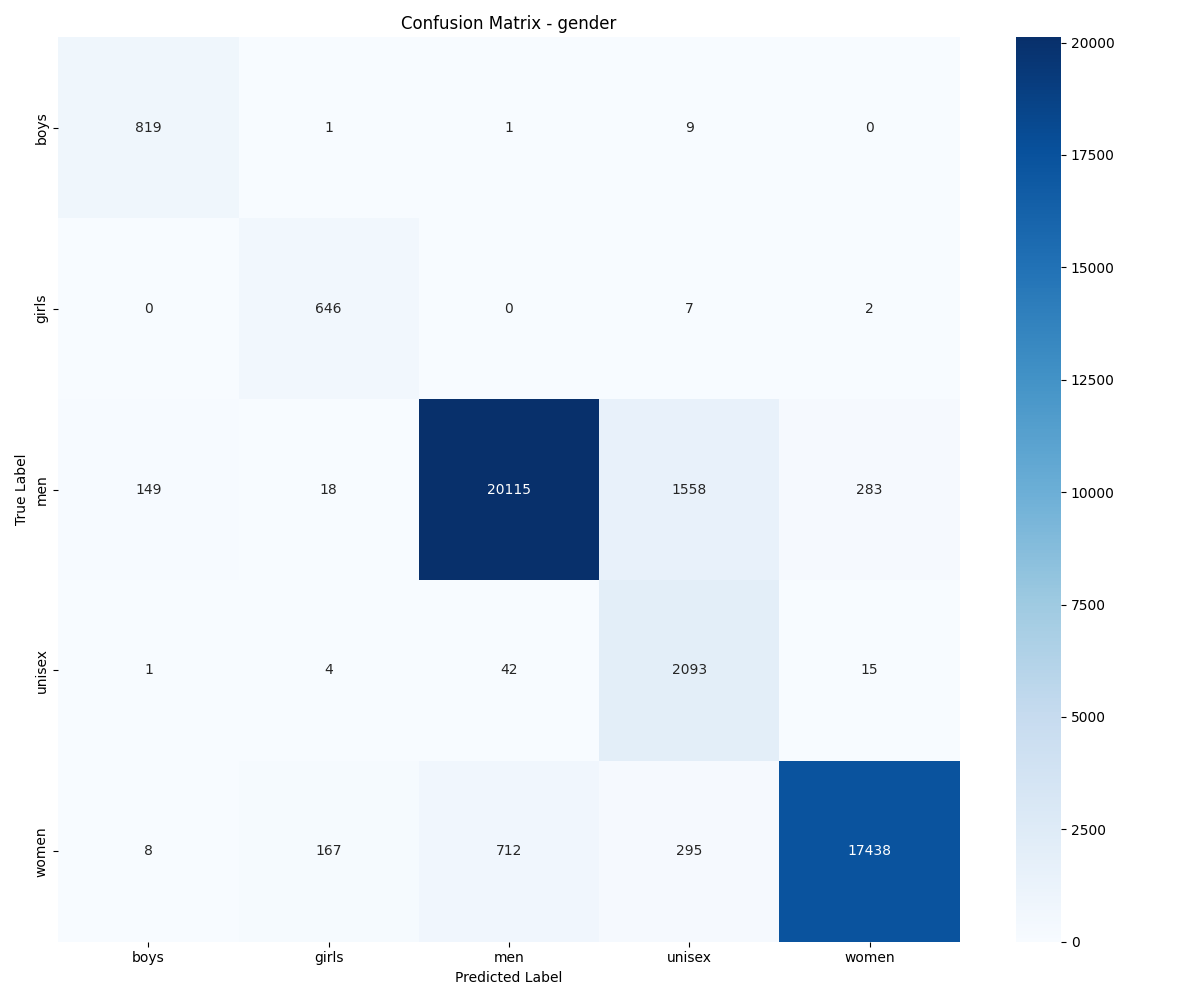 Confusion Matrix - gender
True Label
boys 819 1 1 9 0
girls 0 646 0 7 2
men 149 18 20115 1558 283
unisex 1 4 42 2093 15
women 8 167 712 295 17438
boys girls men unisex women
Predicted Label
20000
17500
15000
12500
10000
7500
5000
2500
0